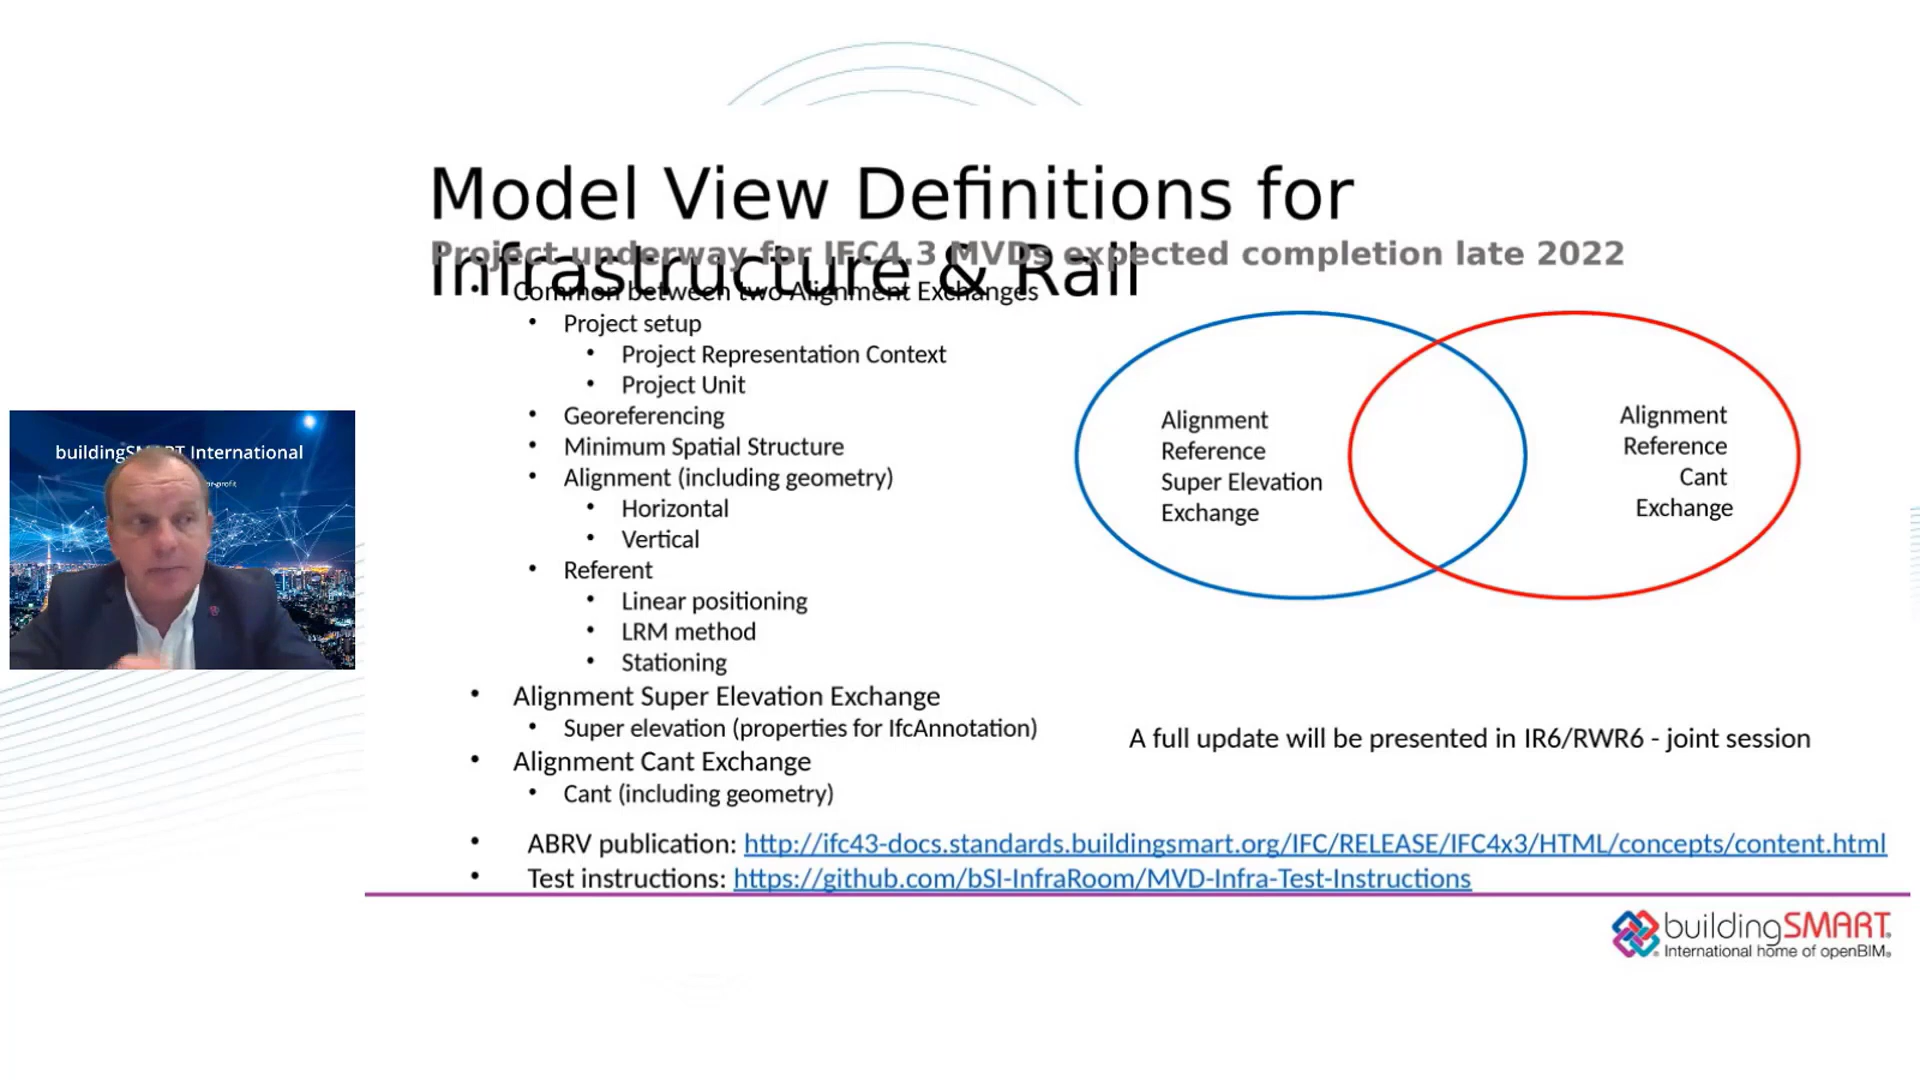 Model View Definitions for
Infrastructure & Rail
Project underway for IFC4.3 MVDs expected completion late 2022
• Common between two Alignment Exchanges
• Project setup
• Project Representation Context
• Project Unit
• Georeferencing
• Minimum Spatial Structure
• Alignment (including geometry)
• Horizontal
• Vertical
• Referent
• Linear positioning
• LRM method
• Stationing
• Alignment Super Elevation Exchange
• Super elevation (properties for IfcAnnotation)
• Alignment Cant Exchange
• Cant (including geometry)
• ABRV publication: http://ifc43-docs.standards.buildingsmart.org/IFC/RELEASE/IFC4x3/HTML/concepts/content.html
• Test instructions: https://github.com/bSI-InfraRoom/MVD-Infra-Test-Instructions
Alignment
Reference
Super Elevation
Exchange
Alignment
Reference
Cant
Exchange
A full update will be presented in IR6/RWR6 - joint session
buildingSMART International
buildingSMART®
International home of openBIM®